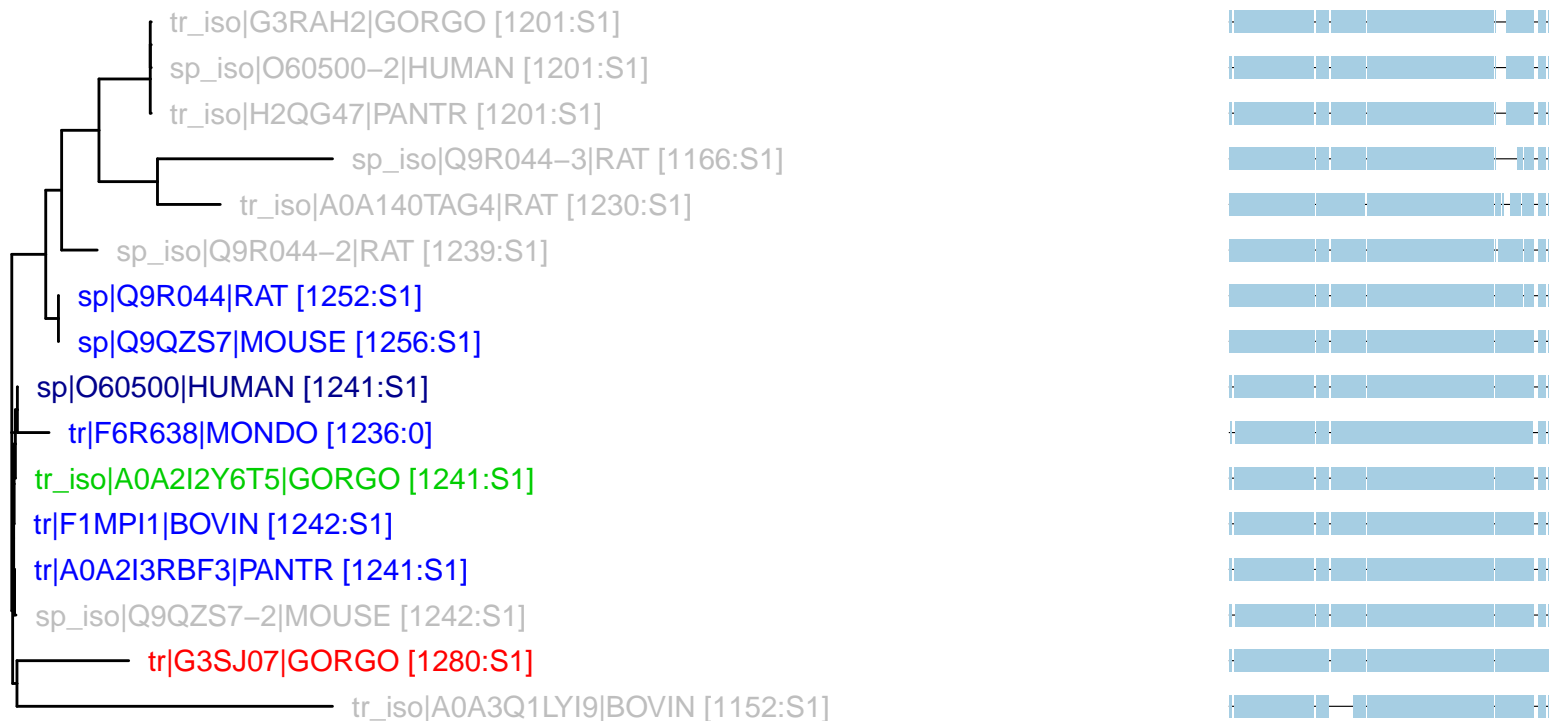 tr_iso|G3RAH2|GORGO [1201:S1]
sp_iso|O60500−2|HUMAN [1201:S1]
tr_iso|H2QG47|PANTR [1201:S1]
sp_iso|Q9R044−3|RAT [1166:S1]
tr_iso|A0A140TAG4|RAT [1230:S1]
sp_iso|Q9R044−2|RAT [1239:S1]
sp|Q9R044|RAT [1252:S1]
sp|Q9QZS7|MOUSE [1256:S1]
sp|O60500|HUMAN [1241:S1]
tr|F6R638|MONDO [1236:0]
tr_iso|A0A2I2Y6T5|GORGO [1241:S1]
tr|F1MPI1|BOVIN [1242:S1]
tr|A0A2I3RBF3|PANTR [1241:S1]
sp_iso|Q9QZS7−2|MOUSE [1242:S1]
tr|G3SJ07|GORGO [1280:S1]
tr_iso|A0A3Q1LYI9|BOVIN [1152:S1]